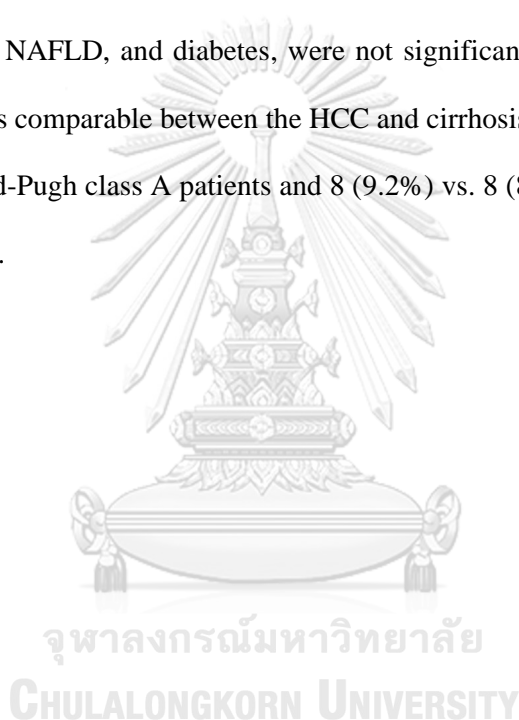 NAFLD, and diabetes, were not significan
s comparable between the HCC and cirrhosis
d-Pugh class A patients and 8 (9.2%) vs. 8 (
.
จุฬาลงกรณ์มหาวิทยาลัย
CHULALONGKORN UNIVERSITY